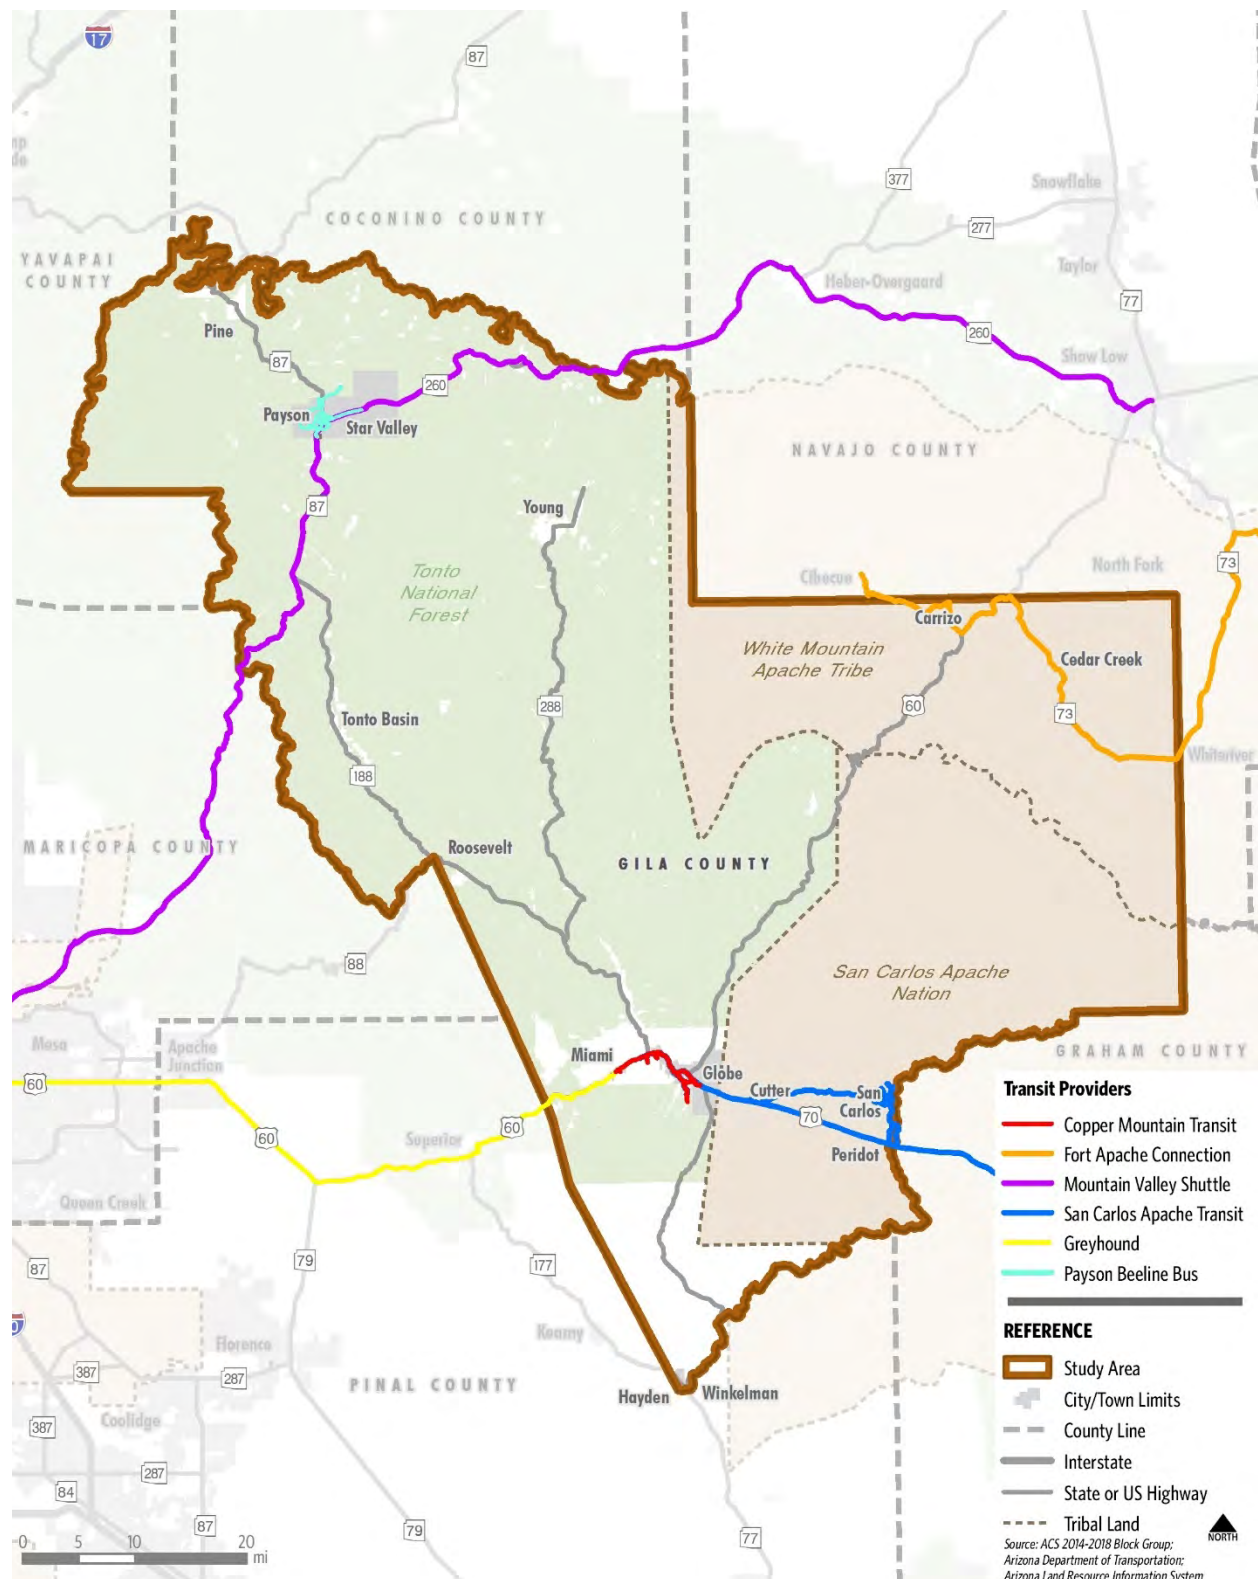 17
87
377
Snowflake
277
COCONINO COUNTY
YAVAPAI
COUNTY
Taylor
Heber-Overgaard
77
260
Pine
Show Low
87
260
Payson
Star Valley
NAVAJO COUNTY
87
Young
Tonto
National
Forest
Cibecue
North Fork
73
Carrizo
White Mountain
Apache Tribe
Cedar Creek
60
288
73
Tonto Basin
Whiteriver
188
MARICOPA COUNTY
Roosevelt
GILA COUNTY
88
San Carlos Apache
Nation
Mesa
Apache
Junction
Miami
Globe
GRAHAM COUNTY
60
Cutter
San
Carlos
70
60
60
Superior
Peridot
Queen Creek
79
177
87
Kearny
Florence
387
287
PINAL COUNTY
Hayden
Winkelman
Coolidge
387
287
84
87
79
77
Transit Providers
Copper Mountain Transit
Fort Apache Connection
Mountain Valley Shuttle
San Carlos Apache Transit
Greyhound
Payson Beeline Bus
REFERENCE
Study Area
City/Town Limits
County Line
Interstate
State or US Highway
Tribal Land
NORTH
0 5 10 20
mi
Source: ACS 2014-2018 Block Group;
Arizona Department of Transportation;
Arizona Land Resource Information System